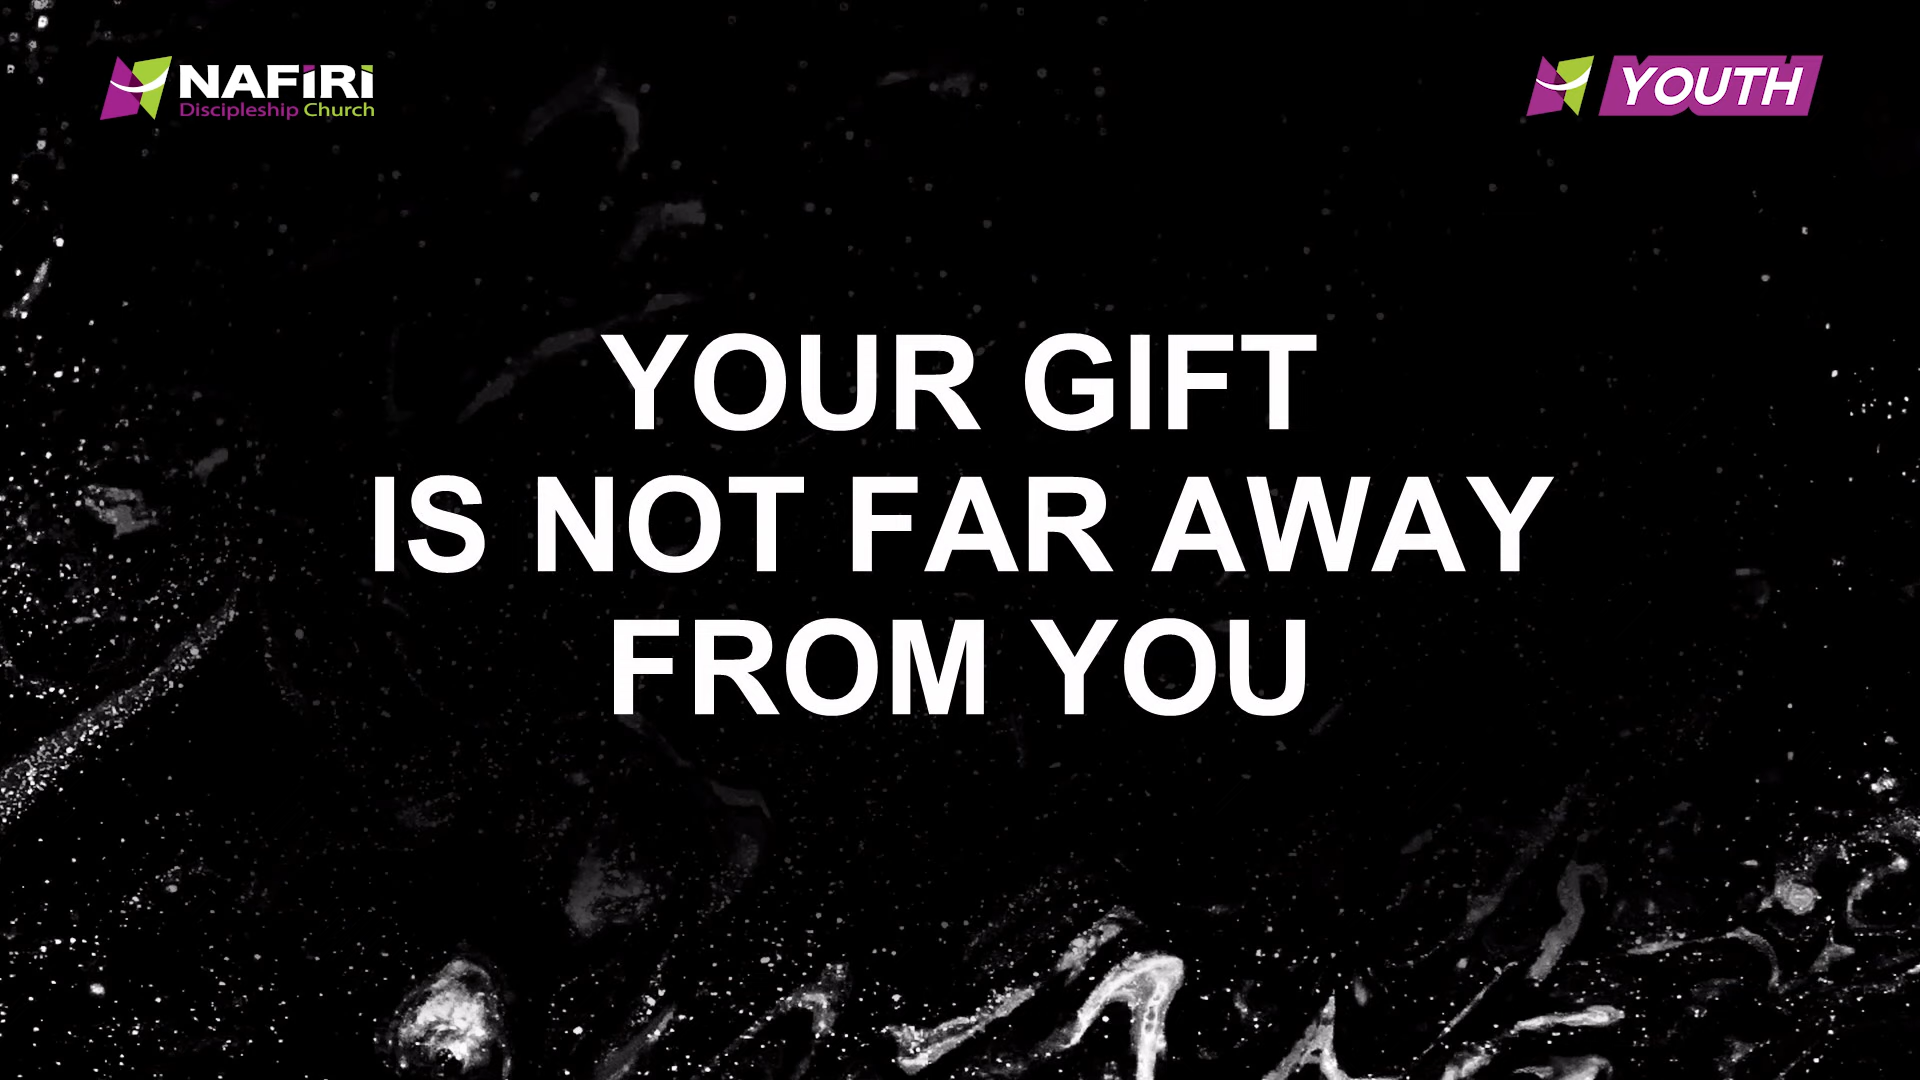 NAFIRI
Discipleship Church
YOUTH
YOUR GIFT
IS NOT FAR AWAY
FROM YOU